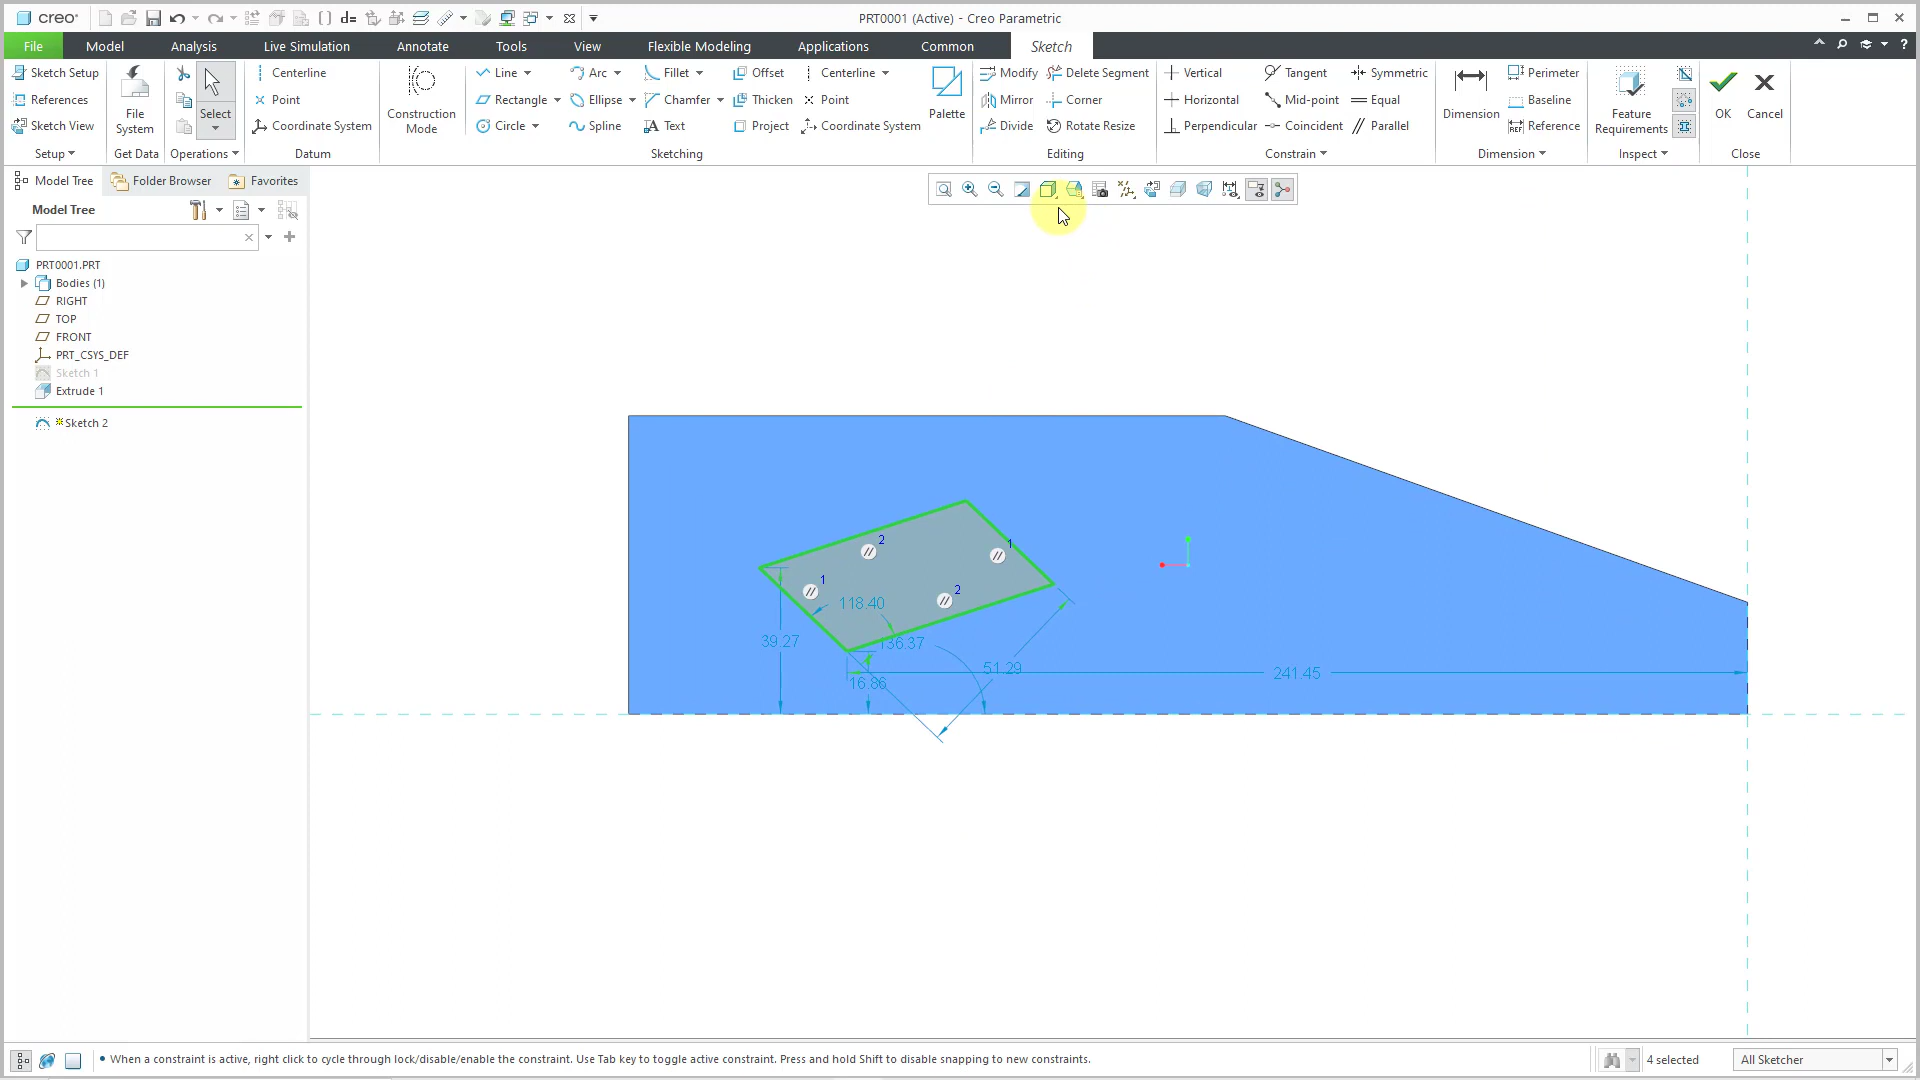 creo®
d=
PRT0001 (Active) - Creo Parametric
File Model Analysis Live Simulation Annotate Tools View Flexible Modeling Applications Common Sketch
Sketch Setup
References
Sketch View
Setup
File System
Get Data
Select
Operations
Centerline
Point
Coordinate System
Datum
Construction Mode
Line Arc Fillet Offset Centerline
Rectangle Ellipse Chamfer Thicken Point
Circle Spline Text Project Coordinate System
Palette
Sketching
Modify Delete Segment
Mirror Corner
Divide Rotate Resize
Editing
Vertical Tangent Symmetric
Horizontal Mid-point Equal
Perpendicular Coincident Parallel
Constrain
Dimension
Perimeter
Baseline
Reference
Dimension
Feature Requirements
Inspect
OK
Cancel
Close
Model Tree Folder Browser Favorites
Model Tree
PRT0001.PRT
Bodies (1)
RIGHT
TOP
FRONT
PRT_CSYS_DEF
Sketch 1
Extrude 1
Sketch 2
2
1
1
2
118.40
39.27
136.37
51.29
16.86
241.45
When a constraint is active, right click to cycle through lock/disable/enable the constraint. Use Tab key to toggle active constraint. Press and hold Shift to disable snapping to new constraints.
4 selected
All Sketcher